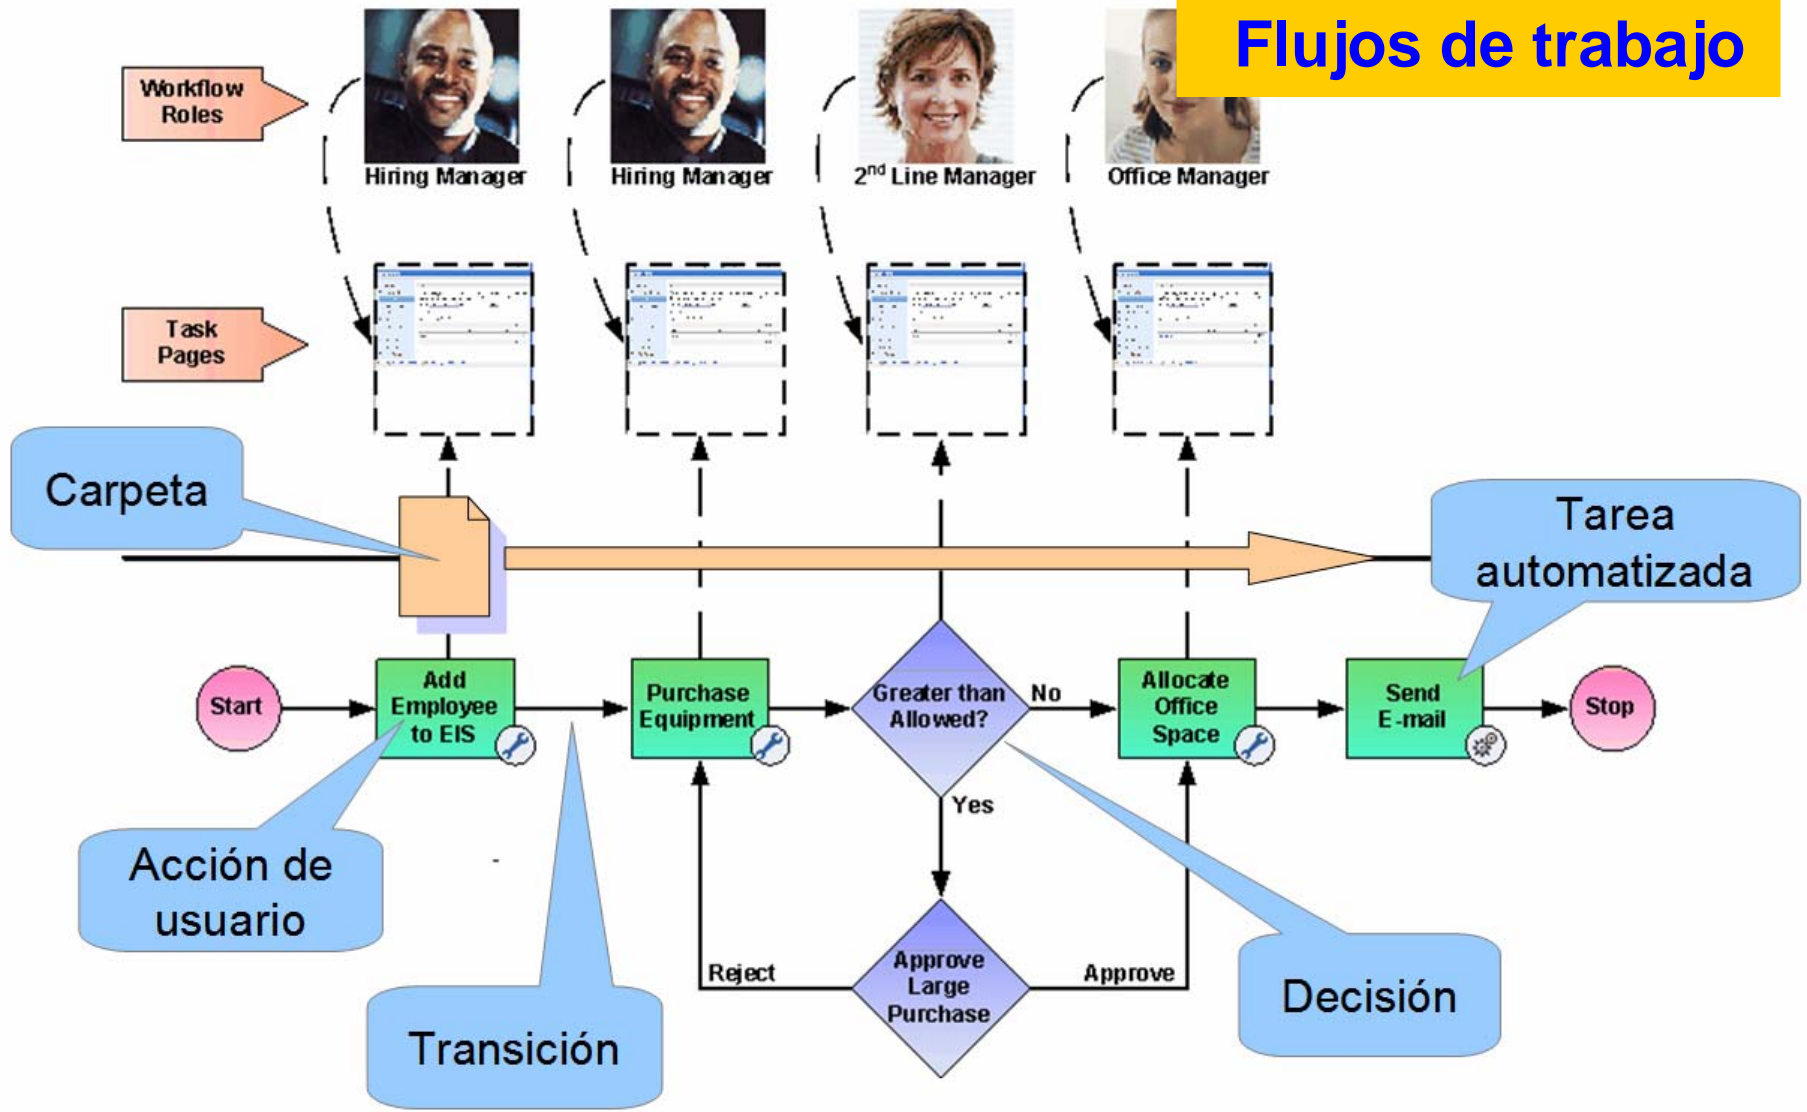 Flujos de trabajo
Workflow
Roles
Hiring Manager
Hiring Manager
2nd Line Manager
Office Manager
Task
Pages
Carpeta
Tarea
automatizada
Start
Add
Employee
to EIS
Purchase
Equipment
Greater than
Allowed?
No
Allocate
Office
Space
Send
E-mail
Stop
Yes
Acción de
usuario
Reject
Approve
Large
Purchase
Approve
Decisión
Transición